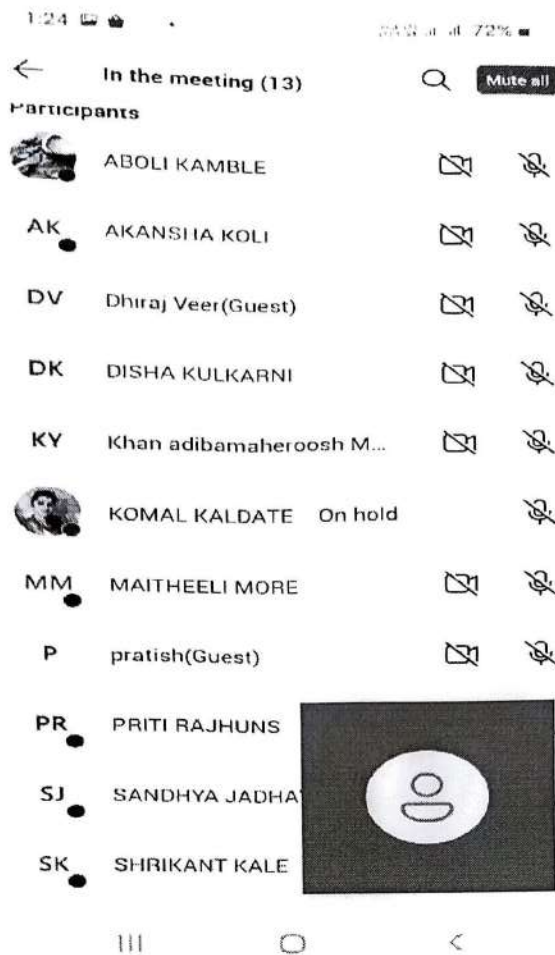 1:24 72%
In the meeting (13) Mute all
Participants
ABOLI KAMBLE
AK AKANSHA KOLI
DV Dhiraj Veer(Guest)
DK DISHA KULKARNI
KY Khan adibamaheroosh M...
KOMAL KALDATE On hold
MM MAITHEELI MORE
P pratish(Guest)
PR PRITI RAJHUNS
SJ SANDHYA JADHA
SK SHRIKANT KALE